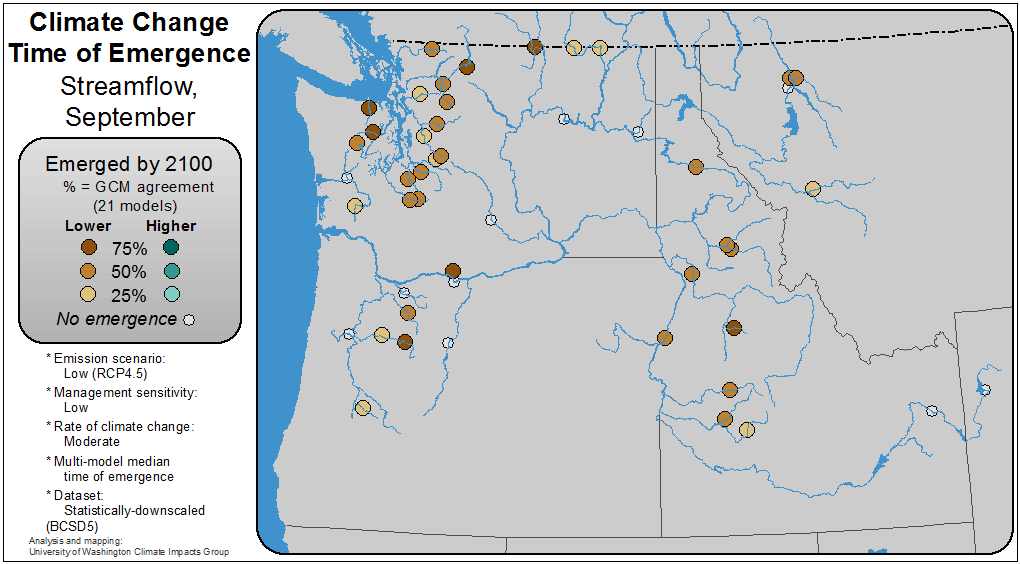 Climate Change
Time of Emergence
Streamflow,
September
Emerged by 2100
% = GCM agreement
(21 models)
Lower Higher
75%
50%
25%
No emergence
* Emission scenario:
Low (RCP4.5)
* Management sensitivity:
Low
* Rate of climate change:
Moderate
* Multi-model median
time of emergence
* Dataset:
Statistically-downscaled
(BCSD5)
Analysis and mapping:
University of Washington Climate Impacts Group